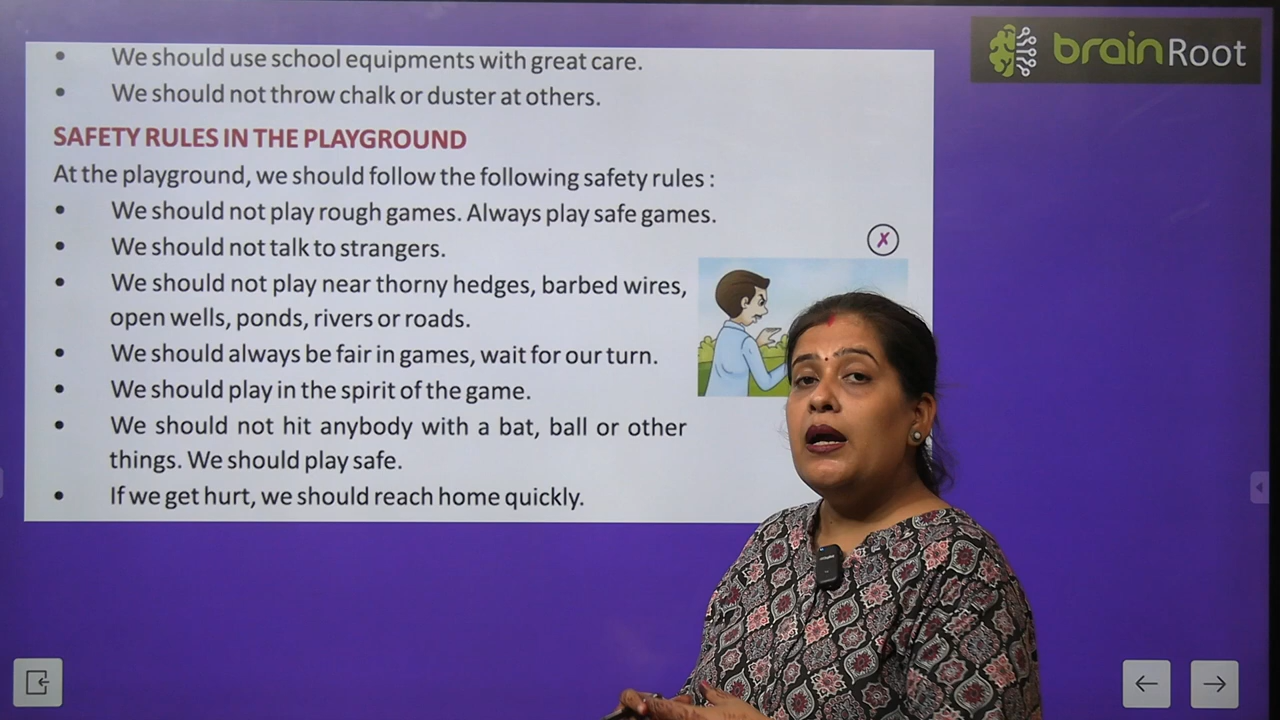 brainRoot
• We should use school equipments with great care.
• We should not throw chalk or duster at others.
SAFETY RULES IN THE PLAYGROUND
At the playground, we should follow the following safety rules :
• We should not play rough games. Always play safe games.
• We should not talk to strangers.
• We should not play near thorny hedges, barbed wires,
open wells, ponds, rivers or roads.
• We should always be fair in games, wait for our turn.
• We should play in the spirit of the game.
• We should not hit anybody with a bat, ball or other
things. We should play safe.
• If we get hurt, we should reach home quickly.